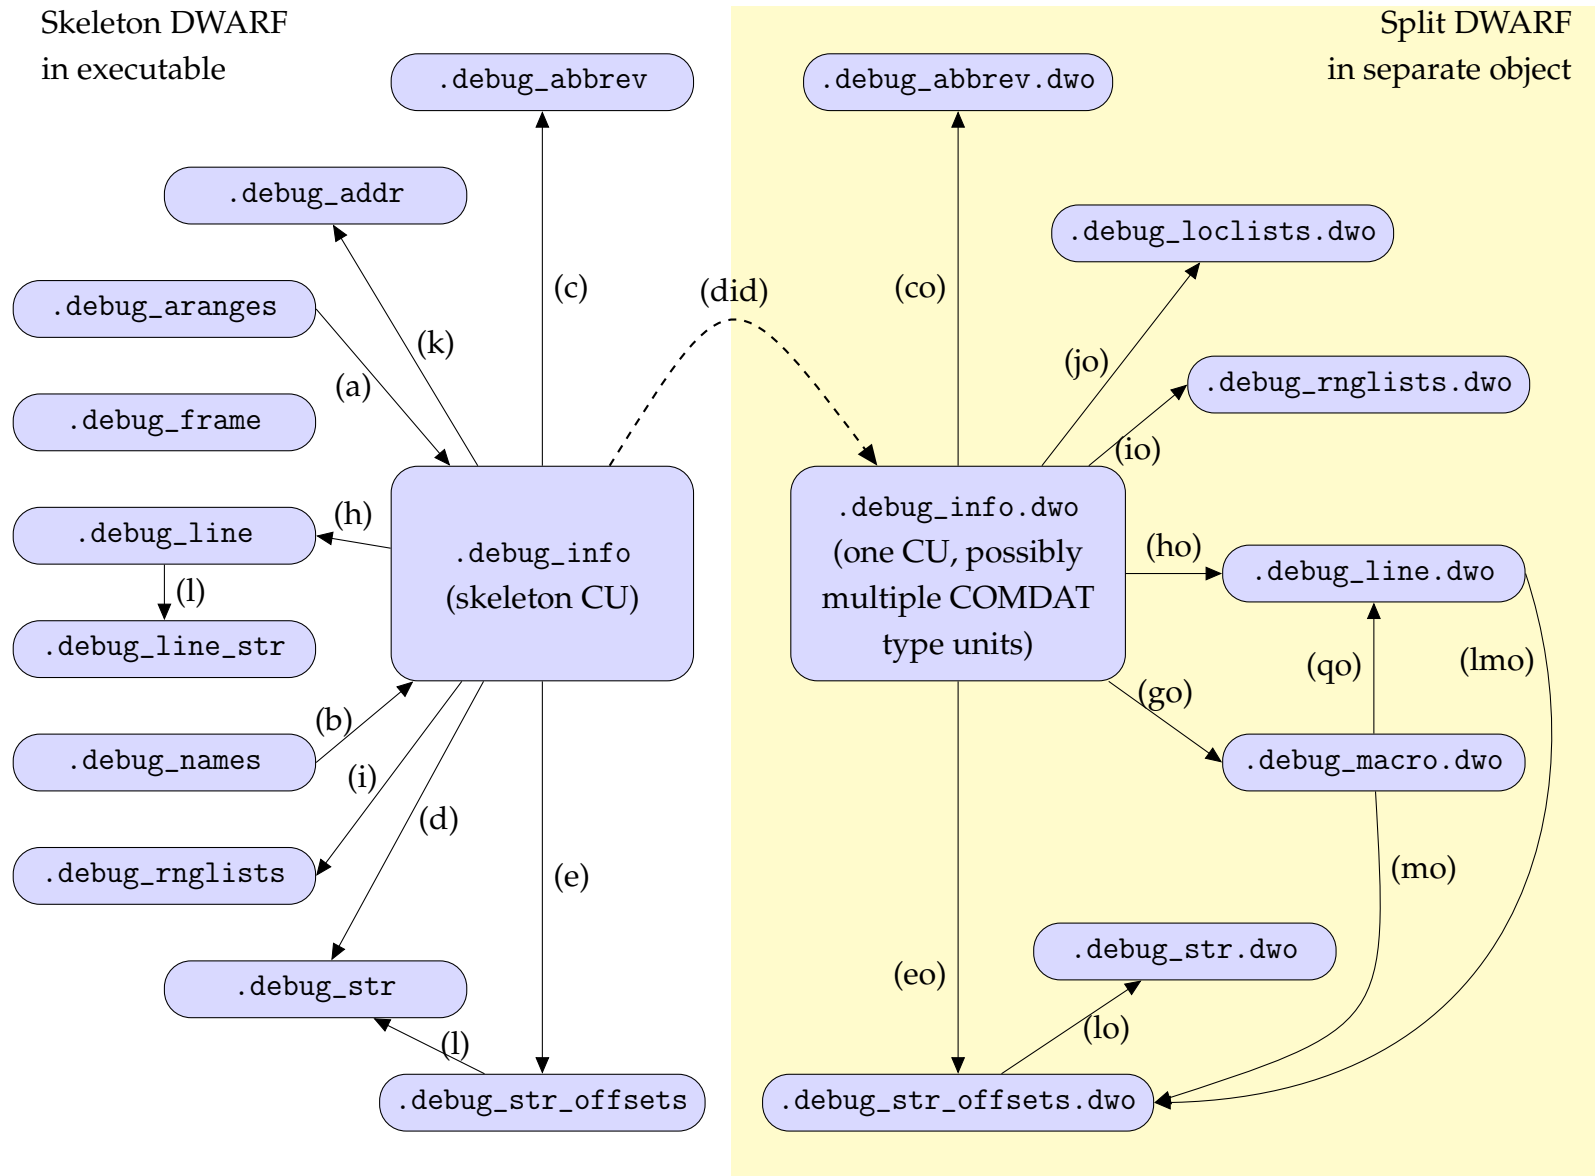 Skeleton DWARF
in executable
Split DWARF
in separate object
.debug_abbrev
.debug_abbrev.dwo
.debug_addr
.debug_loclists.dwo
.debug_aranges
(c)
(did)
(co)
(k)
(jo)
(a)
.debug_rnglists.dwo
.debug_frame
(io)
.debug_line
(h)
.debug_info
(skeleton CU)
.debug_info.dwo
(one CU, possibly
multiple COMDAT
type units)
(ho)
.debug_line.dwo
(l)
.debug_line_str
(qo)
(lmo)
(go)
(b)
.debug_names
.debug_macro.dwo
(i)
(d)
.debug_rnglists
(e)
(mo)
.debug_str.dwo
(eo)
.debug_str
(lo)
(l)
.debug_str_offsets
.debug_str_offsets.dwo